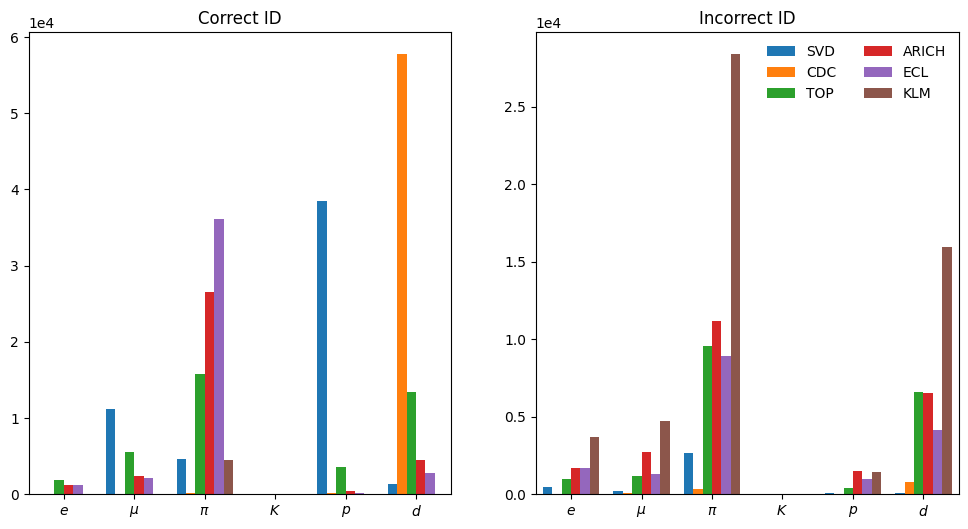 Correct ID
1e4
6
5
4
3
2
1
0
e μ π K p d
Incorrect ID
1e4
2.5
2.0
1.5
1.0
0.5
0.0
e μ π K p d
SVD ARICH
CDC ECL
TOP KLM